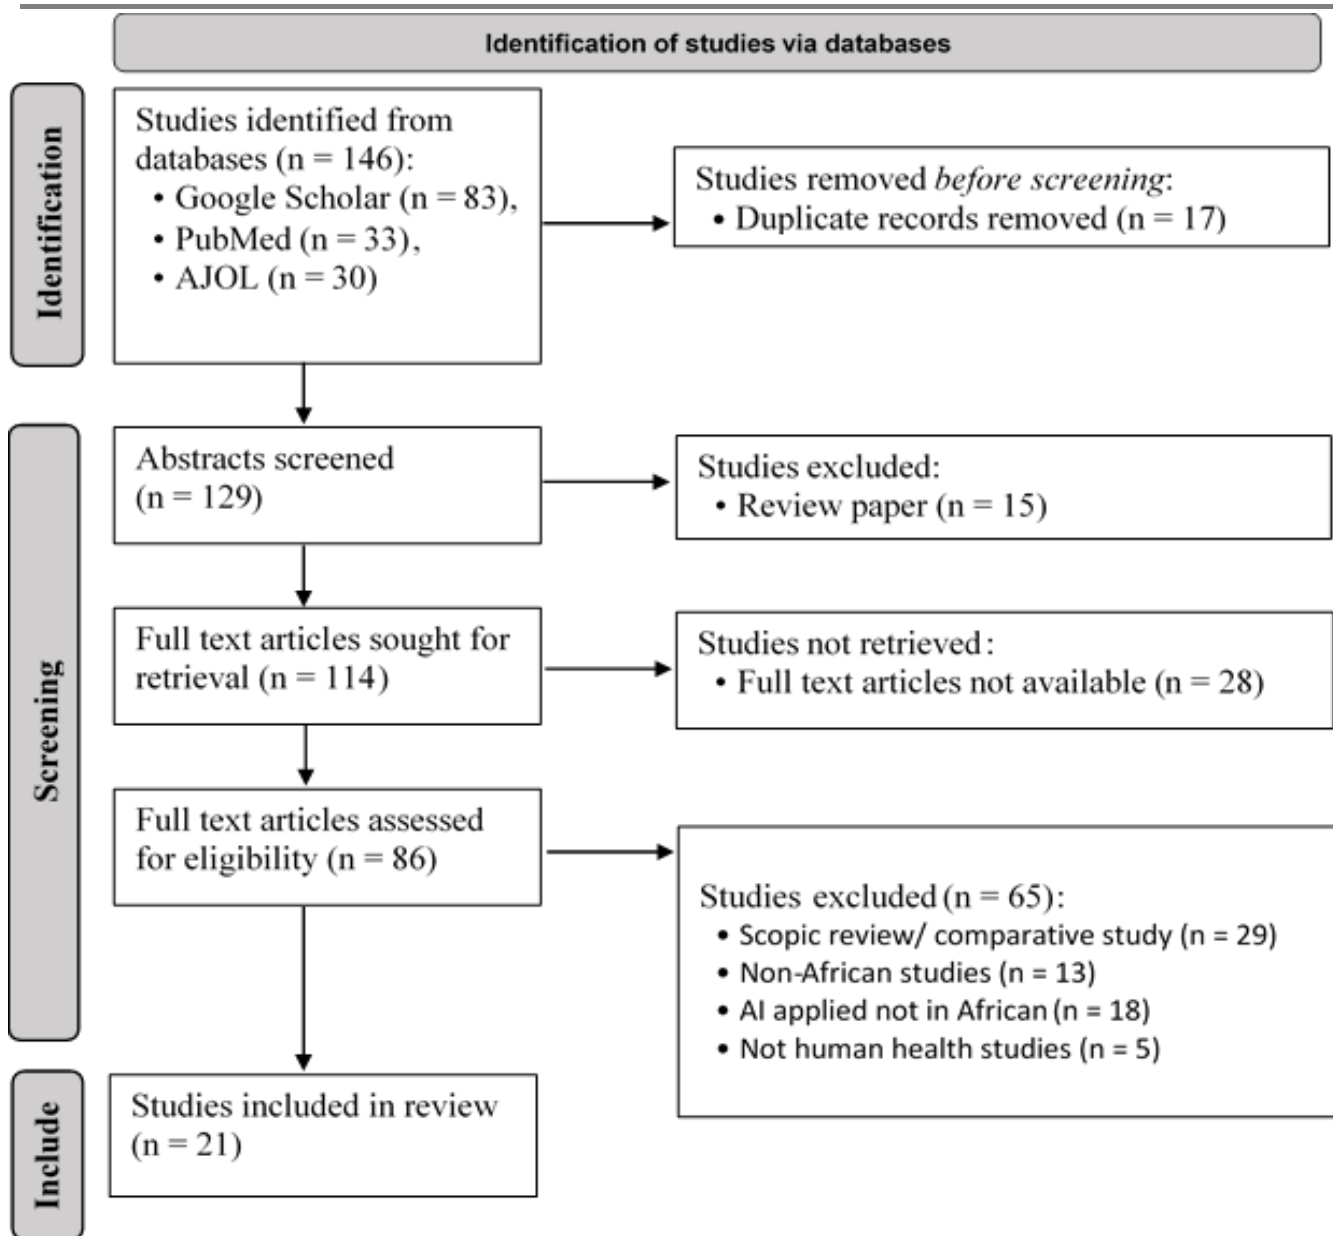 Identification of studies via databases
Identification
Studies identified from
databases (n = 146):
• Google Scholar (n = 83),
• PubMed (n = 33),
• AJOL (n = 30)
Studies removed before screening:
• Duplicate records removed (n = 17)
Screening
Abstracts screened
(n = 129)
Studies excluded:
• Review paper (n = 15)
Full text articles sought for
retrieval (n = 114)
Studies not retrieved:
• Full text articles not available (n = 28)
Full text articles assessed
for eligibility (n = 86)
Studies excluded (n = 65):
• Scopic review/ comparative study (n = 29)
• Non-African studies (n = 13)
• AI applied not in African (n = 18)
• Not human health studies (n = 5)
Include
Studies included in review
(n = 21)